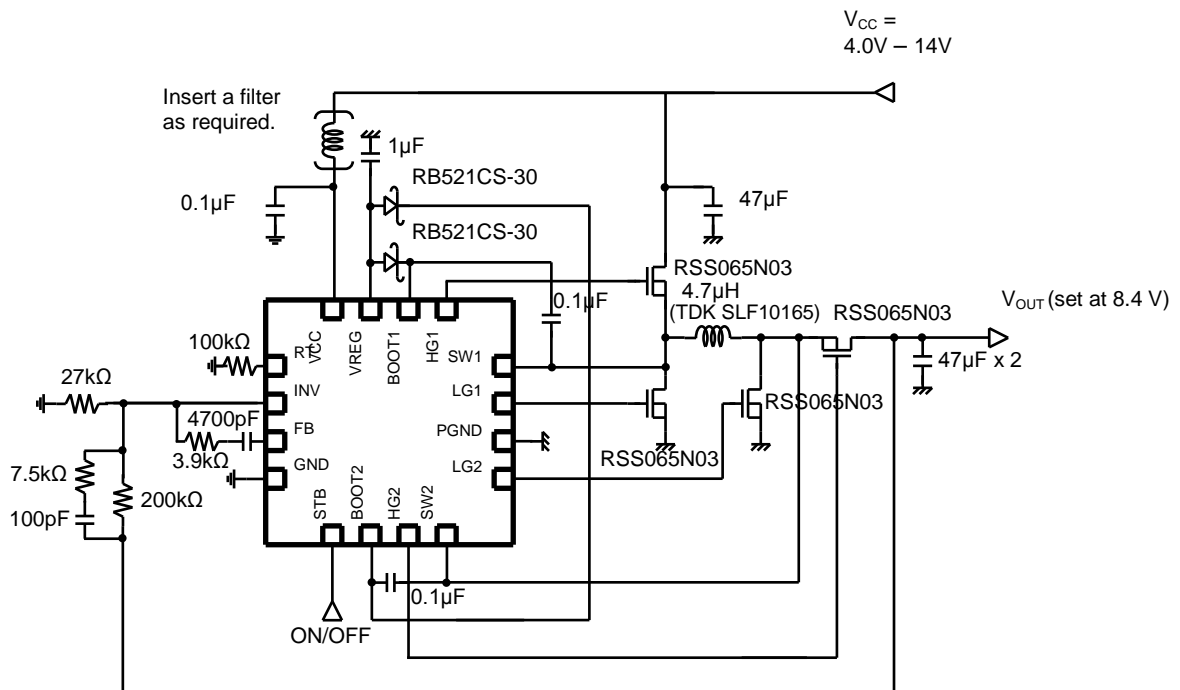 V_CC =
4.0V – 14V
Insert a filter
as required.
1µF
RB521CS-30
0.1µF
47µF
RB521CS-30
RSS065N03
4.7µH
(TDK SLF10165)
0.1µF
V_OUT (set at 8.4 V)
RSS065N03
100kΩ
RT
VCC
VREG
BOOT1
HG1
SW1
47µF x 2
27kΩ
INV
LG1
RSS065N03
4700pF
FB
PGND
3.9kΩ
RSS065N03
7.5kΩ
GND
LG2
200kΩ
100pF
STB
BOOT2
HG2
SW2
0.1µF
ON/OFF